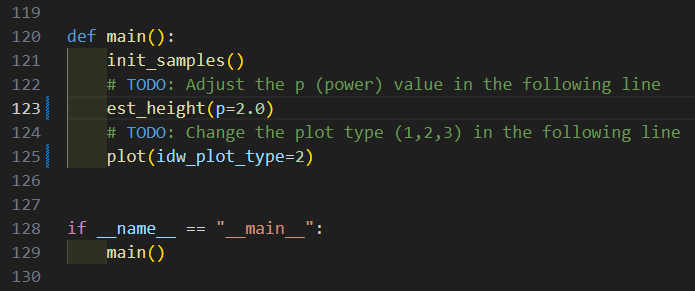 119
120 def main():
121     init_samples()
122     # TODO: Adjust the p (power) value in the following line
123     est_height(p=2.0)
124     # TODO: Change the plot type (1,2,3) in the following line
125     plot(idw_plot_type=2)
126
127
128 if __name__ == "__main__":
129     main()
130